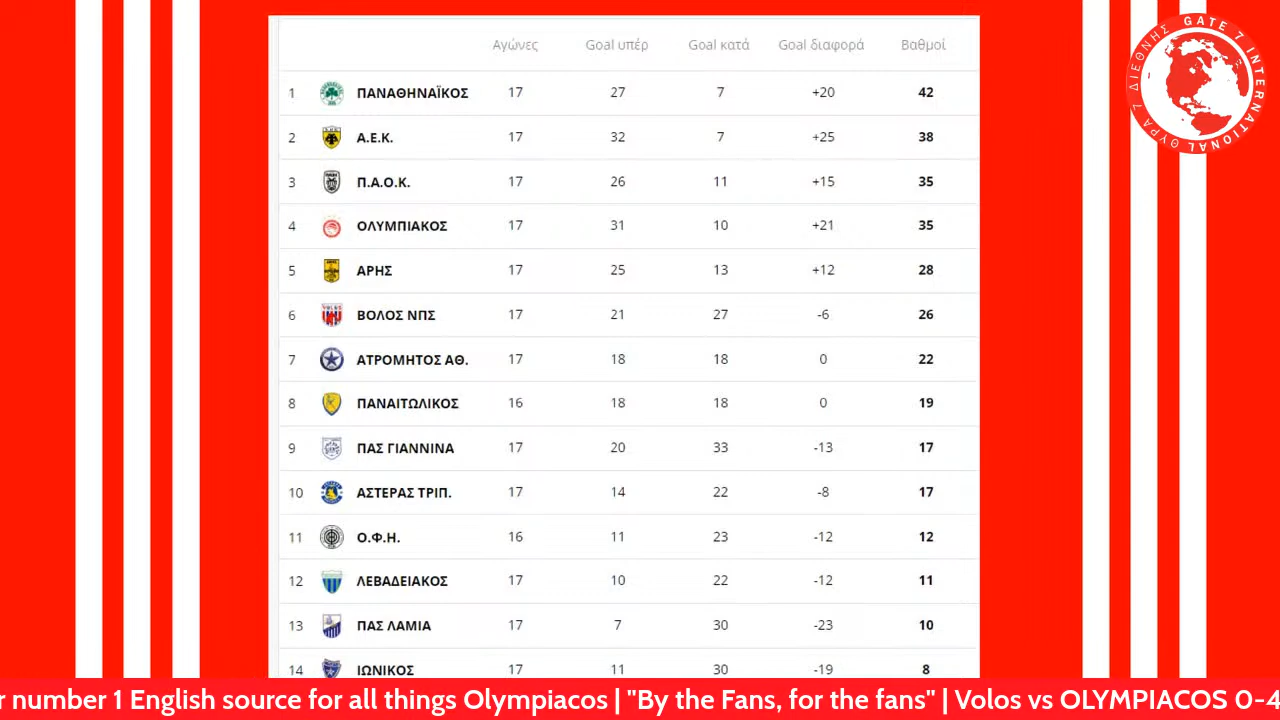 Αγώνες Goal υπέρ Goal κατά Goal διαφορά Βαθμοί
1 ΠΑΝΑΘΗΝΑΪΚΟΣ 17 27 7 +20 42
2 Α.Ε.Κ. 17 32 7 +25 38
3 Π.Α.Ο.Κ. 17 26 11 +15 35
4 ΟΛΥΜΠΙΑΚΟΣ 17 31 10 +21 35
5 ΑΡΗΣ 17 25 13 +12 28
6 ΒΟΛΟΣ ΝΠΣ 17 21 27 -6 26
7 ΑΤΡΟΜΗΤΟΣ ΑΘ. 17 18 18 0 22
8 ΠΑΝΑΙΤΩΛΙΚΟΣ 16 18 18 0 19
9 ΠΑΣ ΓΙΑΝΝΙΝΑ 17 20 33 -13 17
10 ΑΣΤΕΡΑΣ ΤΡΙΠ. 17 14 22 -8 17
11 Ο.Φ.Η. 16 11 23 -12 12
12 ΛΕΒΑΔΕΙΑΚΟΣ 17 10 22 -12 11
13 ΠΑΣ ΛΑΜΙΑ 17 7 30 -23 10
14 ΙΩΝΙΚΟΣ 17 11 30 -19 8
GATE 7 INTERNATIONAL
ΘΥΡΑ 7 ΔΙΕΘΝΗΣ
r number 1 English source for all things Olympiacos | "By the Fans, for the fans" | Volos vs OLYMPIACOS 0-4